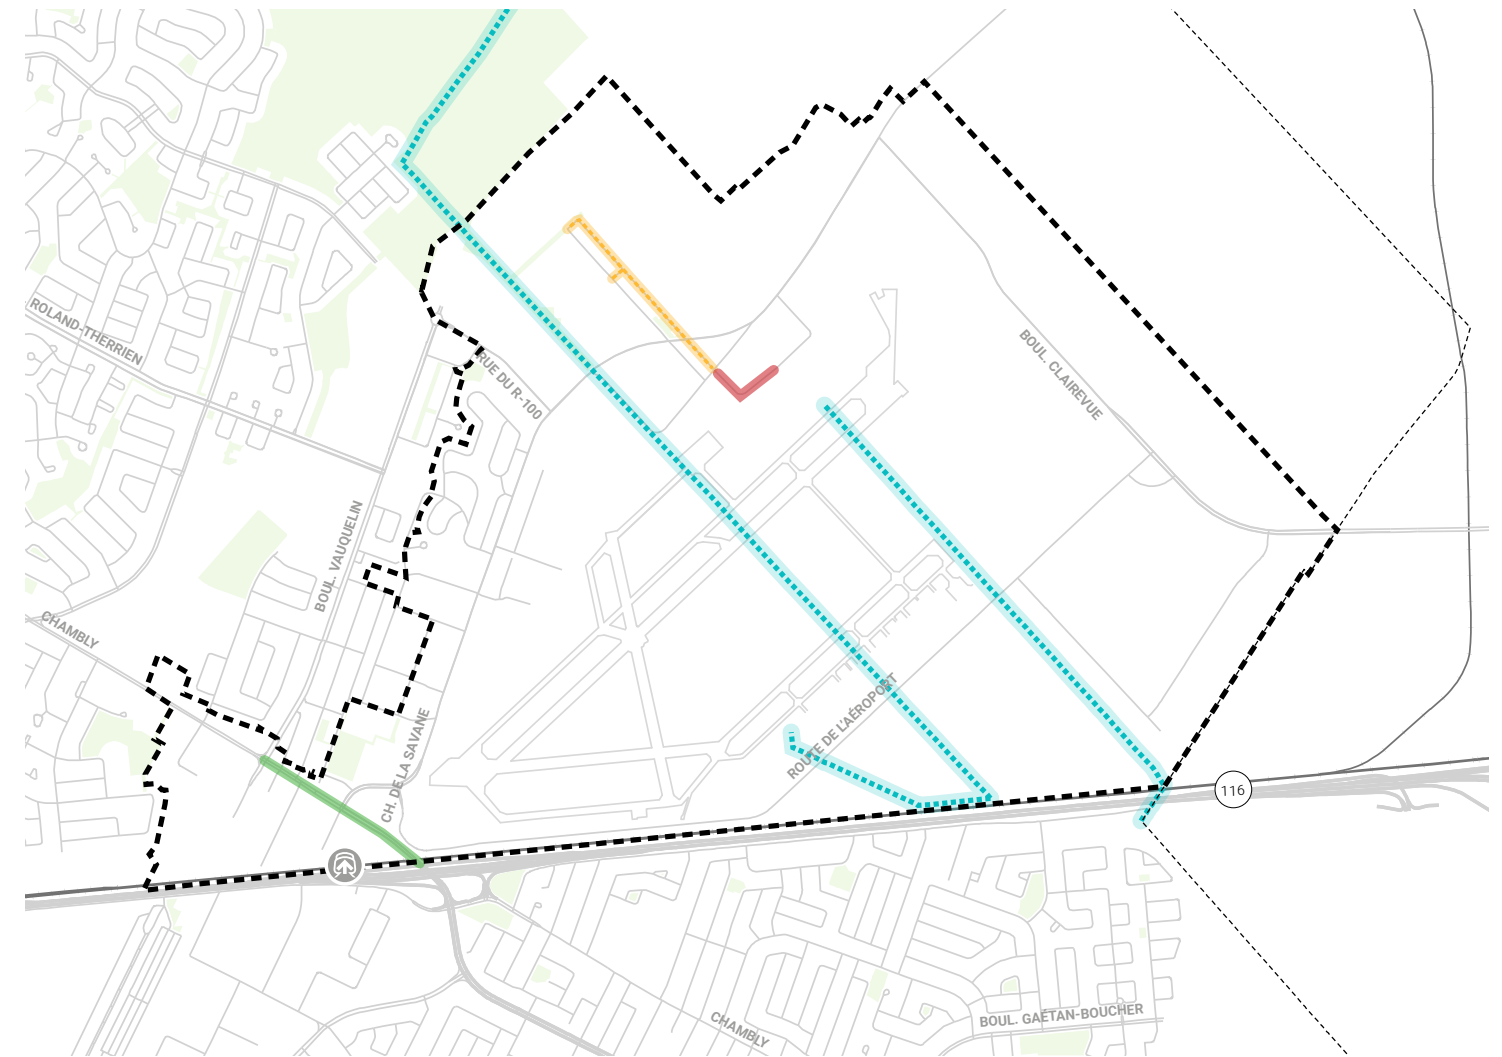 ROLAND-THERRIEN
RUE DU R-100
BOUL. CLAIREVUE
BOUL. VAUQUELIN
CHAMBLY
CH. DE LA SAVANE
ROUTE DE L'AÉROPORT
116
CHAMBLY
BOUL. GAÉTAN-BOUCHER